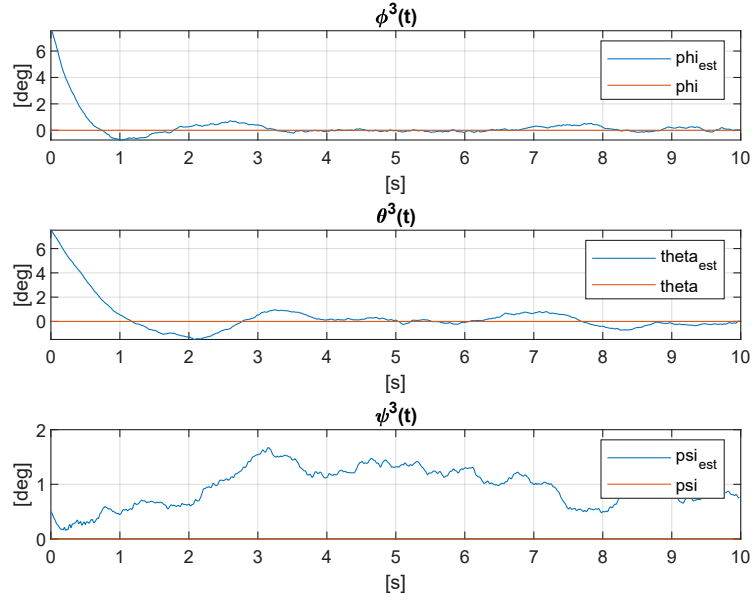 ϕ³(t)
[deg]
6
4
2
0
phi_est
phi
0 1 2 3 4 5 6 7 8 9 10
[s]
θ³(t)
[deg]
6
4
2
0
theta_est
theta
0 1 2 3 4 5 6 7 8 9 10
[s]
ψ³(t)
[deg]
2
1
0
psi_est
psi
0 1 2 3 4 5 6 7 8 9 10
[s]